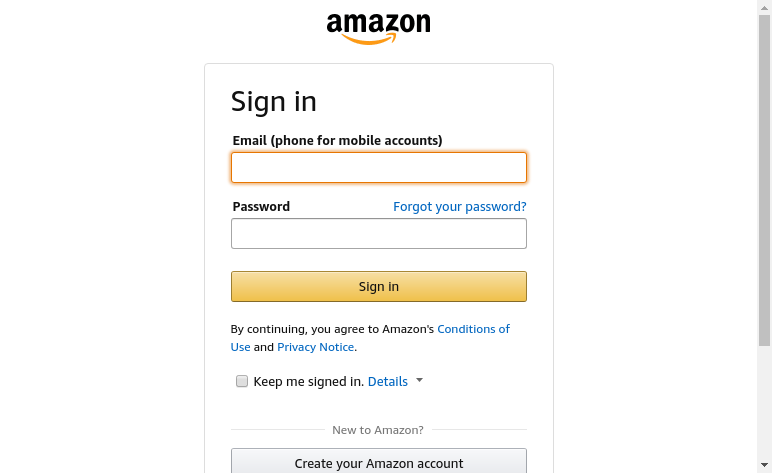 amazon
Sign in
Email (phone for mobile accounts)
Password Forgot your password?
Sign in
By continuing, you agree to Amazon's Conditions of
Use and Privacy Notice.
Keep me signed in. Details
New to Amazon?
Create your Amazon account